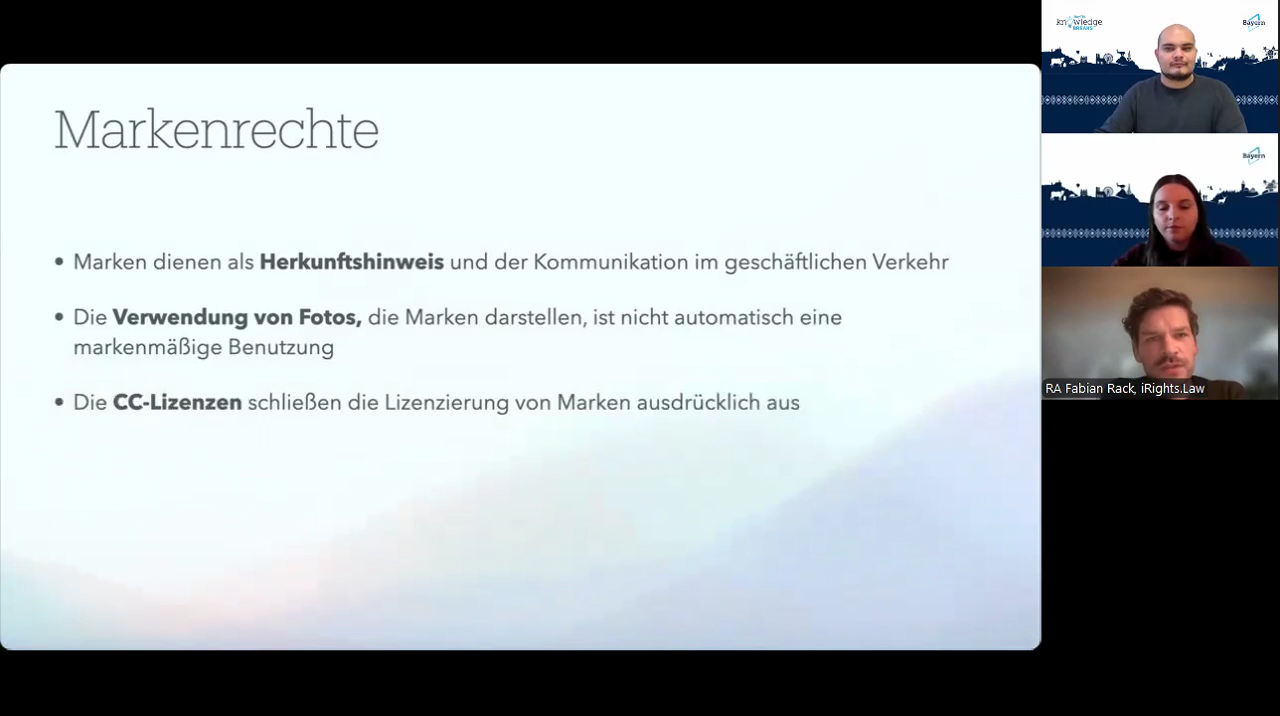 Markenrechte
• Marken dienen als Herkunftshinweis und der Kommunikation im geschäftlichen Verkehr
• Die Verwendung von Fotos, die Marken darstellen, ist nicht automatisch eine
markenmäßige Benutzung
• Die CC-Lizenzen schließen die Lizenzierung von Marken ausdrücklich aus
knowledge
BREAKS
Bayern
Bayern
RA Fabian Rack, iRights.Law